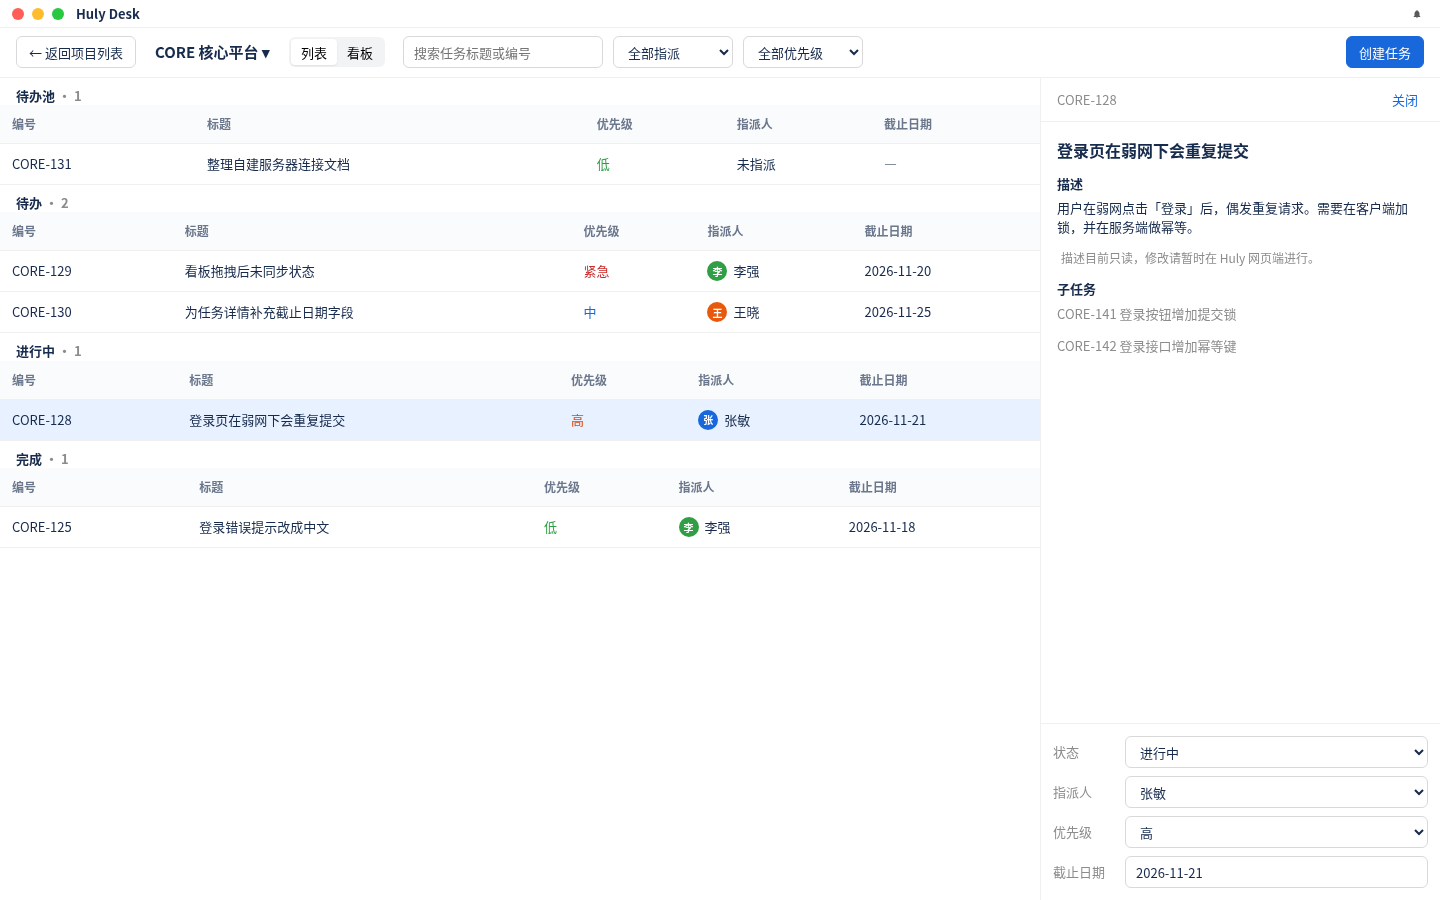 Huly Desk
← 返回项目列表 CORE 核心平台 ▾ 列表 看板 搜索任务标题或编号 全部指派 全部优先级 创建任务
待办池 • 1
编号 标题 优先级 指派人 截止日期
CORE-131 整理自建服务器连接文档 低 未指派 —
待办 • 2
编号 标题 优先级 指派人 截止日期
CORE-129 看板拖拽后未同步状态 紧急 李 李强 2026-11-20
CORE-130 为任务详情补充截止日期字段 中 王 王晓 2026-11-25
进行中 • 1
编号 标题 优先级 指派人 截止日期
CORE-128 登录页在弱网下会重复提交 高 张 张敏 2026-11-21
完成 • 1
编号 标题 优先级 指派人 截止日期
CORE-125 登录错误提示改成中文 低 李 李强 2026-11-18
CORE-128 关闭
登录页在弱网下会重复提交
描述
用户在弱网点击「登录」后，偶发重复请求。需要在客户端加
锁，并在服务端做幂等。
描述目前只读，修改请暂时在 Huly 网页端进行。
子任务
CORE-141 登录按钮增加提交锁
CORE-142 登录接口增加幂等键
状态 进行中
指派人 张敏
优先级 高
截止日期 2026-11-21